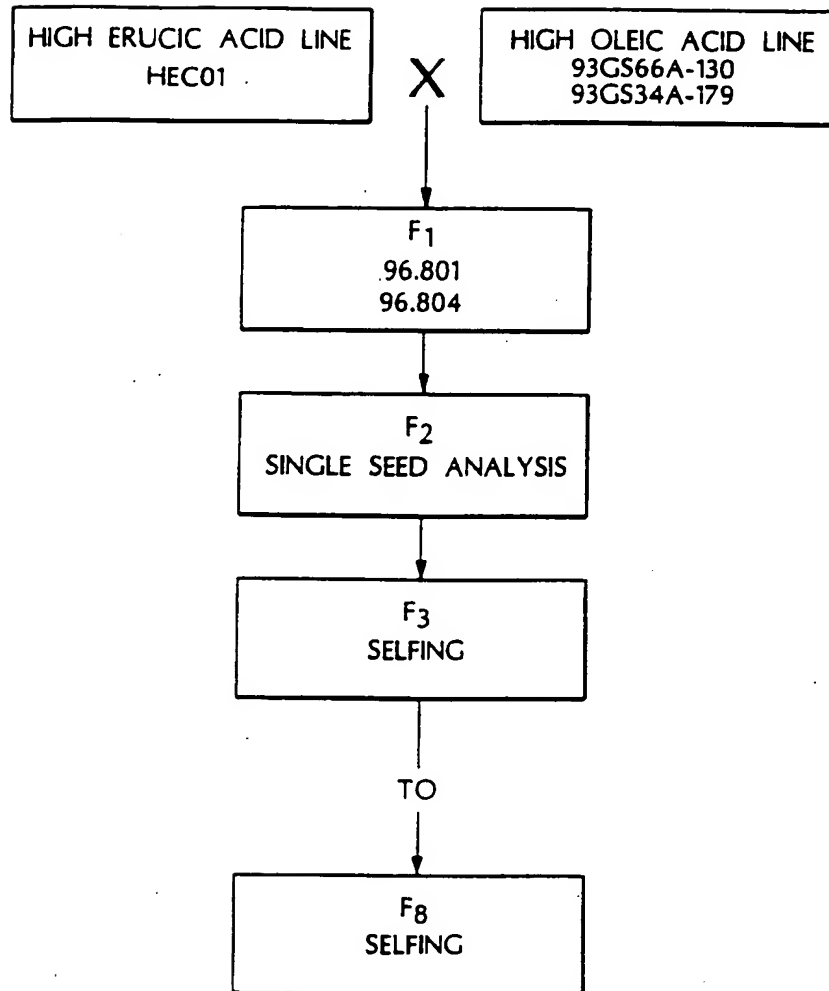 HIGH ERUCIC ACID LINE
HEC01
X
HIGH OLEIC ACID LINE
93GS66A-130
93GS34A-179
F1
96.801
96.804
F2
SINGLE SEED ANALYSIS
F3
SELFING
TO
F8
SELFING